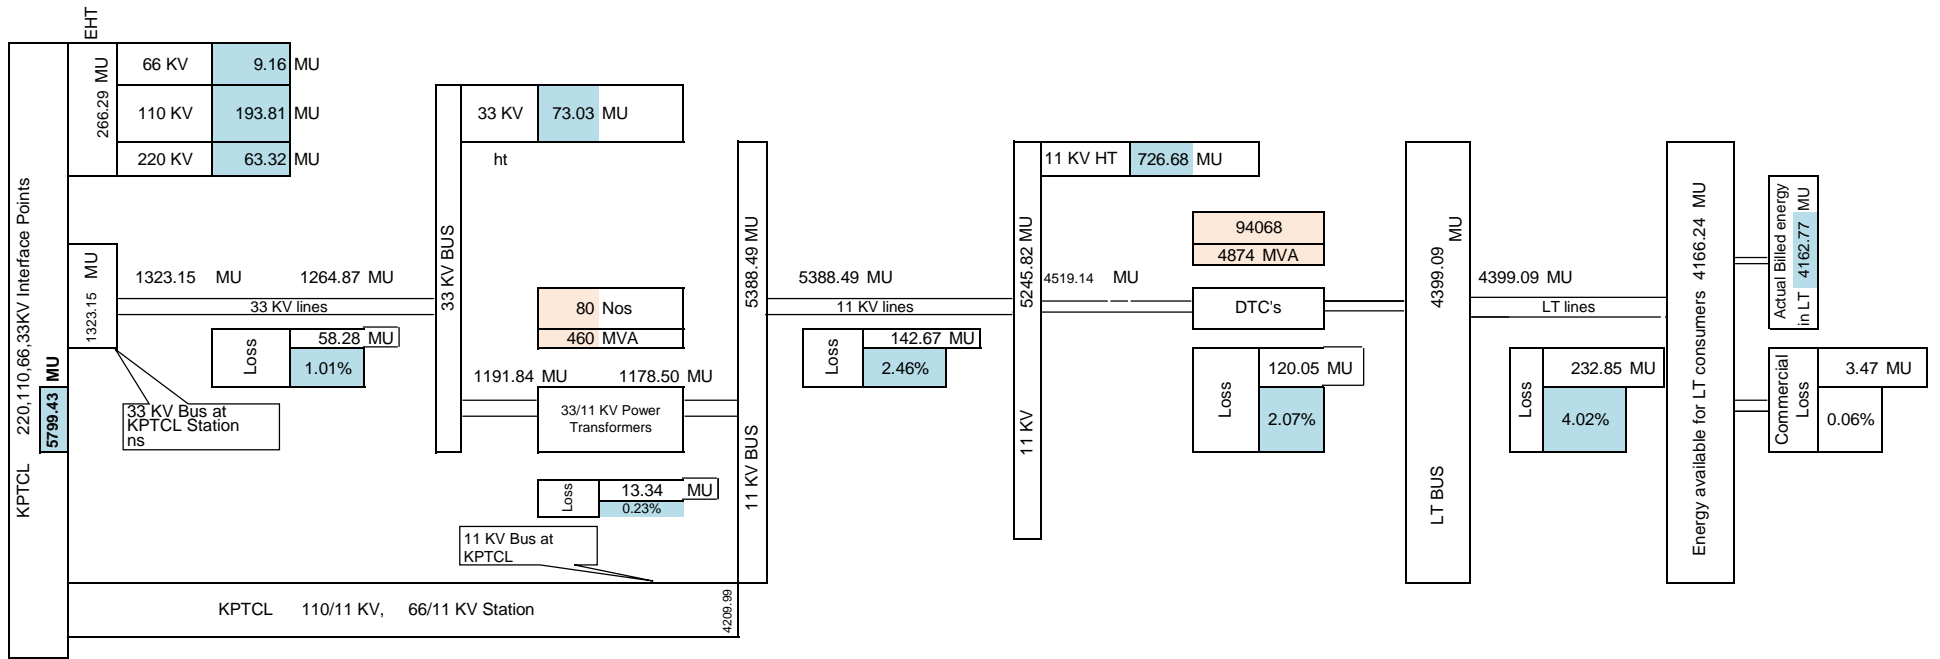 EHT
KPTCL 220,110,66,33KV Interface Points
5799.43 MU
266.29 MU
66 KV 9.16 MU
110 KV 193.81 MU
220 KV 63.32 MU
1323.15 MU
1323.15 MU 1264.87 MU
33 KV lines
Loss 58.28 MU
1.01%
33 KV Bus at
KPTCL Station
ns
33 KV BUS
33 KV 73.03 MU
ht
80 Nos
460 MVA
1191.84 MU 1178.50 MU
33/11 KV Power
Transformers
Loss 13.34 MU
0.23%
11 KV Bus at
KPTCL
KPTCL 110/11 KV, 66/11 KV Station
4209.99
11 KV BUS 5388.49 MU
5388.49 MU
11 KV lines
Loss 142.67 MU
2.46%
11 KV 5245.82 MU
11 KV HT 726.68 MU
4519.14 MU
94068
4874 MVA
DTC's
Loss 120.05 MU
2.07%
LT BUS 4399.09 MU
4399.09 MU
LT lines
Loss 232.85 MU
4.02%
Energy available for LT consumers 4166.24 MU
Actual Billed energy
in LT 4162.77 MU
Commercial
Loss
3.47 MU
0.06%